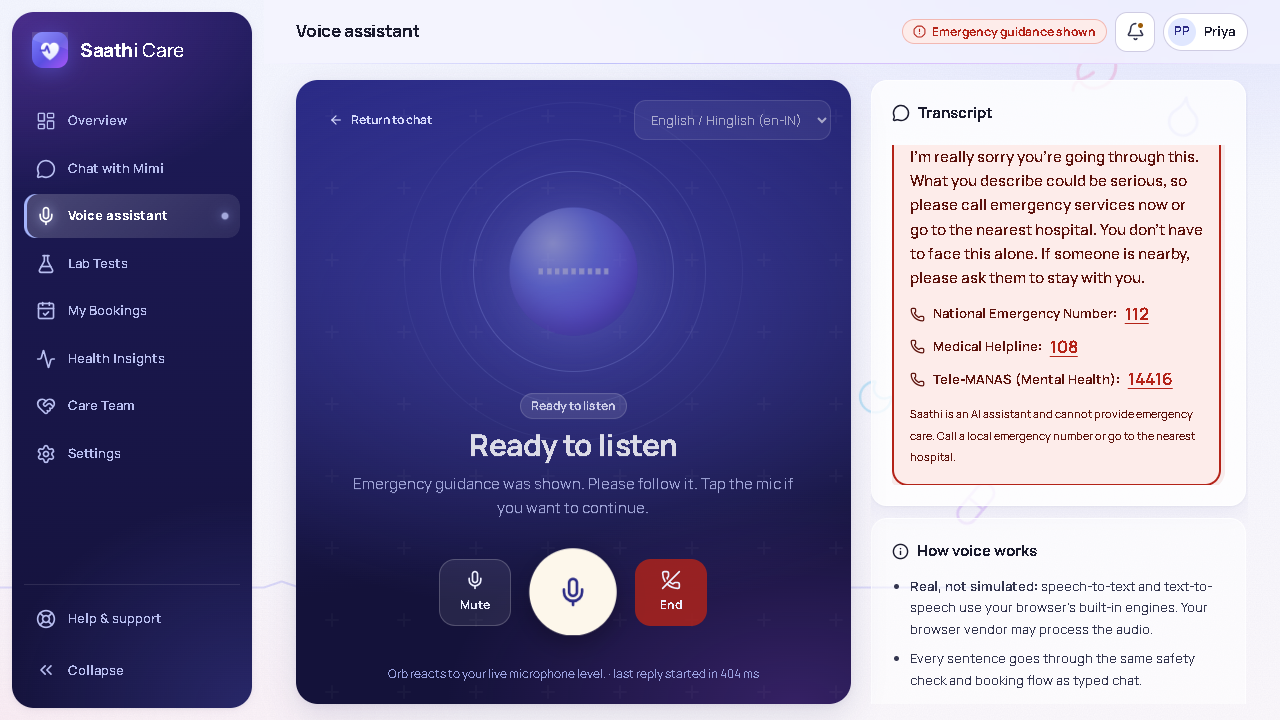 Saathi Care
Overview
Chat with Mimi
Voice assistant
Lab Tests
My Bookings
Health Insights
Care Team
Settings
Help & support
Collapse
Voice assistant
Emergency guidance shown
PP
Priya
Return to chat
English / Hinglish (en-IN)
Ready to listen
Ready to listen
Emergency guidance was shown. Please follow it. Tap the mic if
you want to continue.
Mute
End
Orb reacts to your live microphone level. · last reply started in 404 ms
Transcript
I'm really sorry you're going through this.
What you describe could be serious, so
please call emergency services now or
go to the nearest hospital. You don't have
to face this alone. If someone is nearby,
please ask them to stay with you.
National Emergency Number: 112
Medical Helpline: 108
Tele-MANAS (Mental Health): 14416
Saathi is an AI assistant and cannot provide emergency
care. Call a local emergency number or go to the nearest
hospital.
How voice works
Real, not simulated: speech-to-text and text-to-
speech use your browser's built-in engines. Your
browser vendor may process the audio.
Every sentence goes through the same safety
check and booking flow as typed chat.